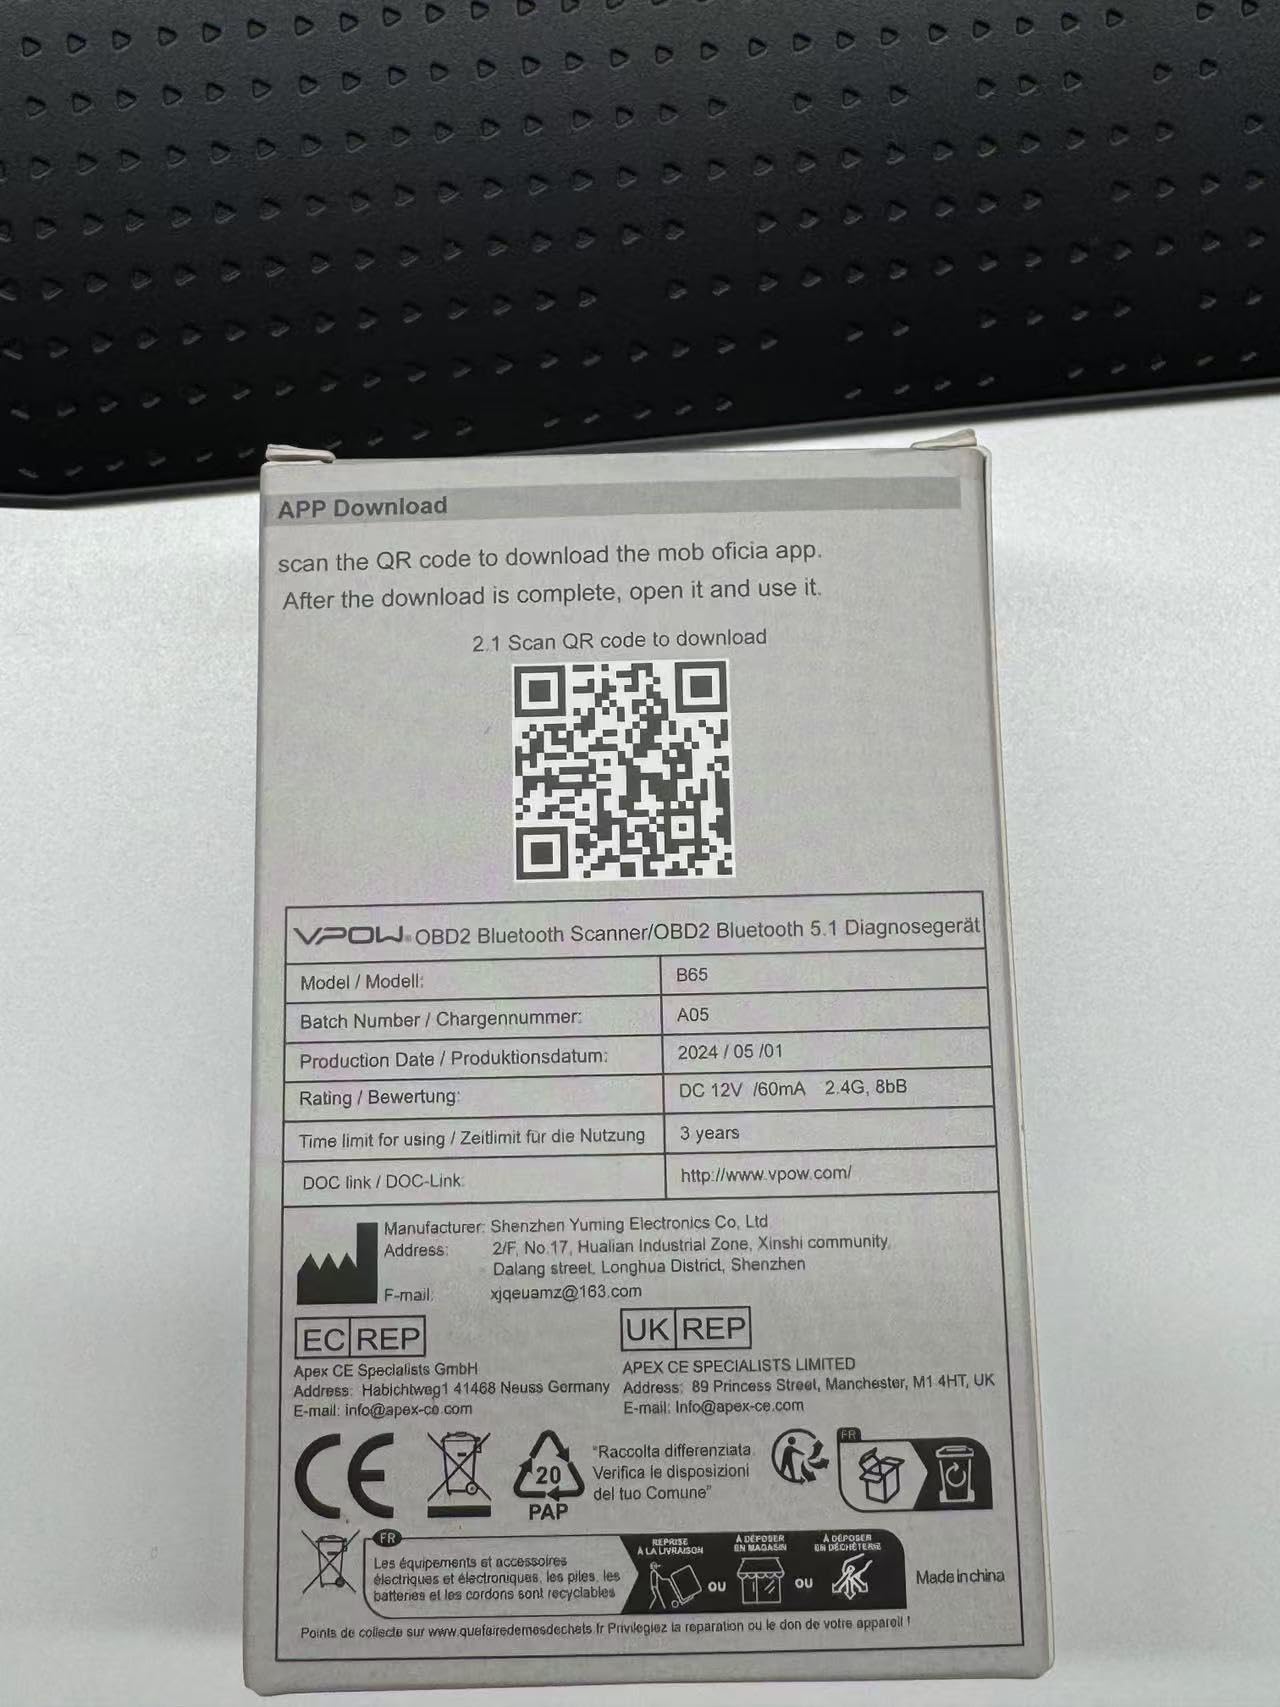 APP Download
scan the QR code to download the mob oficia app.
After the download is complete, open it and use it.
2.1 Scan QR code to download
VPOW® OBD2 Bluetooth Scanner/OBD2 Bluetooth 5.1 Diagnosegerät
Model / Modell: B65
Batch Number / Chargennummer: A05
Production Date / Produktionsdatum: 2024 / 05 /01
Rating / Bewertung: DC 12V /60mA 2.4G, 8bB
Time limit for using / Zeitlimit für die Nutzung 3 years
DOC link / DOC-Link: http://www.vpow.com/
Manufacturer: Shenzhen Yuming Electronics Co, Ltd
Address: 2/F, No.17, Hualian Industrial Zone, Xinshi community,
Dalang street, Longhua District, Shenzhen
E-mail: xjqeuamz@163.com
EC REP
Apex CE Specialists GmbH
Address: Habichtweg1 41468 Neuss Germany
E-mail: info@apex-ce.com
UK REP
APEX CE SPECIALISTS LIMITED
Address: 89 Princess Street, Manchester, M1 4HT, UK
E-mail: Info@apex-ce.com
CE
20
PAP
"Raccolta differenziata.
Verifica le disposizioni
del tuo Comune"
FR
FR
Les équipements et accessoires
électriques et électroniques, les piles, les
batteries et les cordons sont recyclables
REPRISE
À LA LIVRAISON
OU
À DÉPOSER
EN MAGASIN
OU
À DÉPOSER
EN DÉCHÈTERIE
Made in china
Points de collecte sur www.quefairedemesdechets.fr Privilegiez la reparation ou le don de votre appareil !